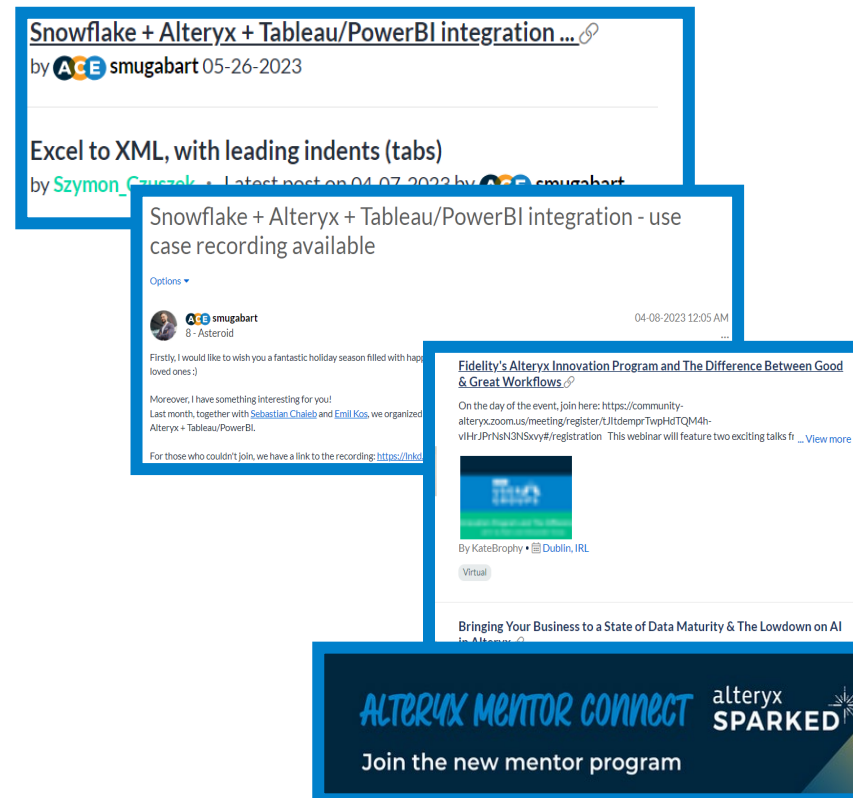 Snowflake + Alteryx + Tableau/PowerBI integration ...
by ACE smugabart 05-26-2023
Excel to XML, with leading indents (tabs)
by Szymon_Czuszek • Latest post on 04-07-2023 by ACE smugabart
Snowflake + Alteryx + Tableau/PowerBI integration - use
case recording available
Options
ACE smugabart
8 - Asteroid
04-08-2023 12:05 AM
...
Firstly, I would like to wish you a fantastic holiday season filled with
loved ones :)
Moreover, I have something interesting for you!
Last month, together with Sebastian Chaieb and Emil Kos, we organized
Alteryx + Tableau/PowerBI.
For those who couldn't join, we have a link to the recording: https://lnkd.
Fidelity's Alteryx Innovation Program and The Difference Between Good
& Great Workflows
On the day of the event, join here: https://community-
alteryx.zoom.us/meeting/register/tJItdemprTwpHdTQM4h-
vIHrJPrNsN3NSxvy#/registration This webinar will feature two exciting talks ... View more
By KateBrophy • Dublin, IRL
Virtual
Bringing Your Business to a State of Data Maturity & The Lowdown on AI
in Alteryx
ALTERYX MENTOR CONNECT
alteryx
SPARKED
Join the new mentor program